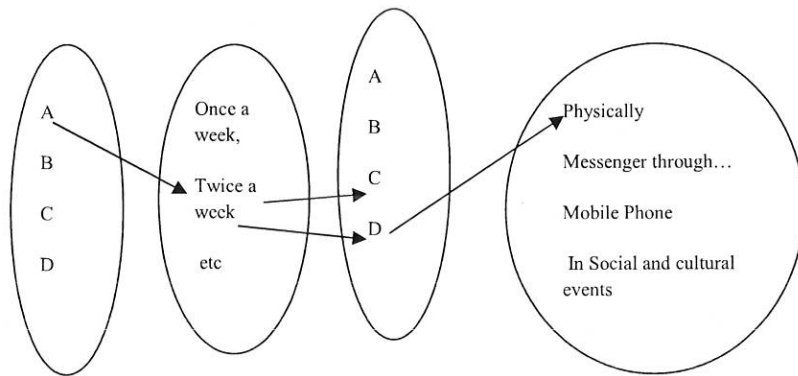 A
B
C
D
Once a
week,
Twice a
week
etc
A
B
C
D
Physically
Messenger through…
Mobile Phone
In Social and cultural
events